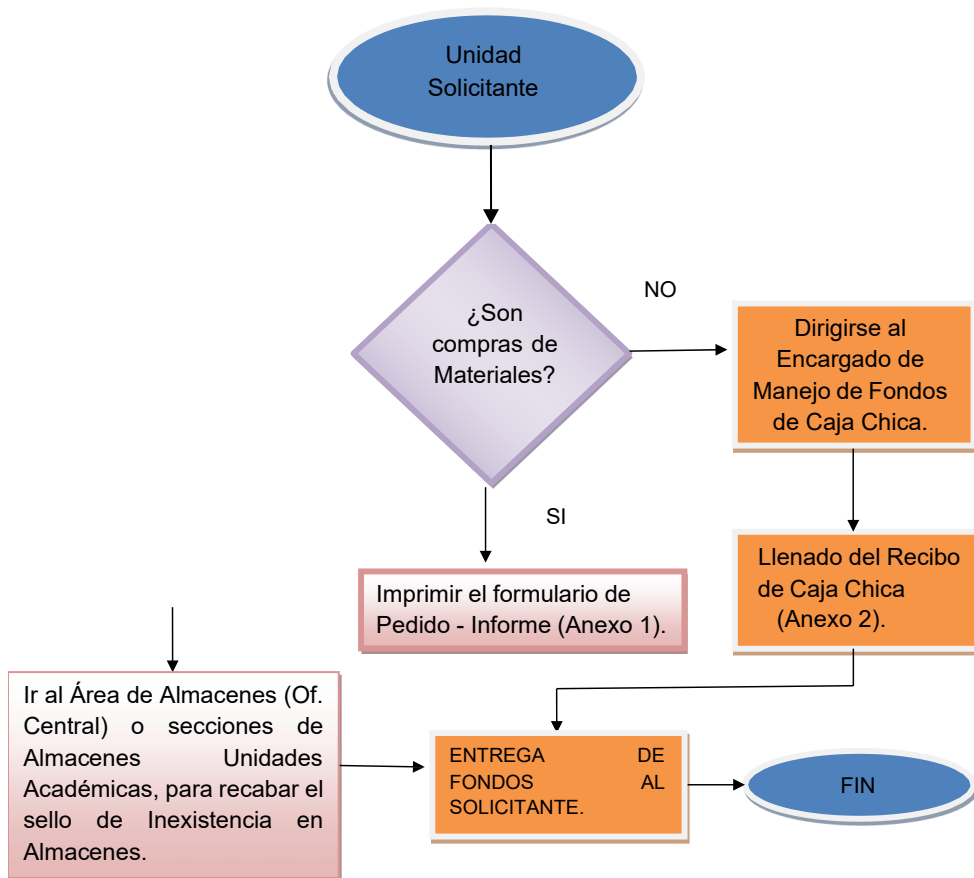 Unidad
Solicitante
¿Son
compras de
Materiales?
NO
Dirigirse al
Encargado de
Manejo de Fondos
de Caja Chica.
SI
Llenado del Recibo
de Caja Chica
(Anexo 2).
Imprimir el formulario de
Pedido - Informe (Anexo 1).
Ir al Área de Almacenes (Of.
Central) o secciones de
Almacenes Unidades
Académicas, para recabar el
sello de Inexistencia en
Almacenes.
ENTREGA DE
FONDOS AL
SOLICITANTE.
FIN